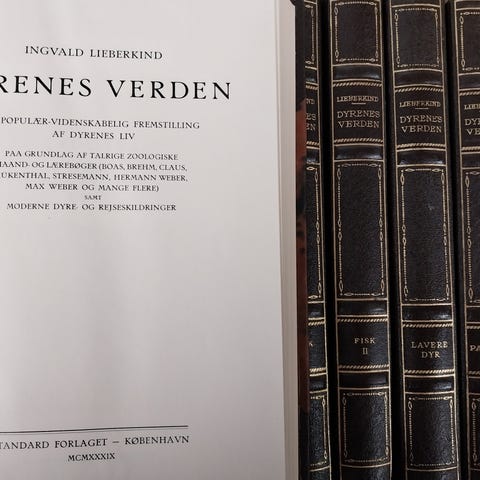 INGVALD LIEBERKIND
RENES VERDEN
POPULÆR-VIDENSKABELIG FREMSTILLING
AF DYRENES LIV
PAA GRUNDLAG AF TALRIGE ZOOLOGISKE
AAND- OG LÆREBØGER (BOAS, BREHM, CLAUS,
ÜKENTHAL, STRESEMANN, HERMANN WEBER,
MAX WEBER OG MANGE FLERE)
SAMT
MODERNE DYRE- OG REJSESKILDRINGER
TANDARD FORLAGET – KØBENHAVN
MCMXXXIX
LIEBERKIND
DYRENES
VERDEN
FISK
II
LIEBERKIND
DYRENES
VERDEN
LAVERE
DYR